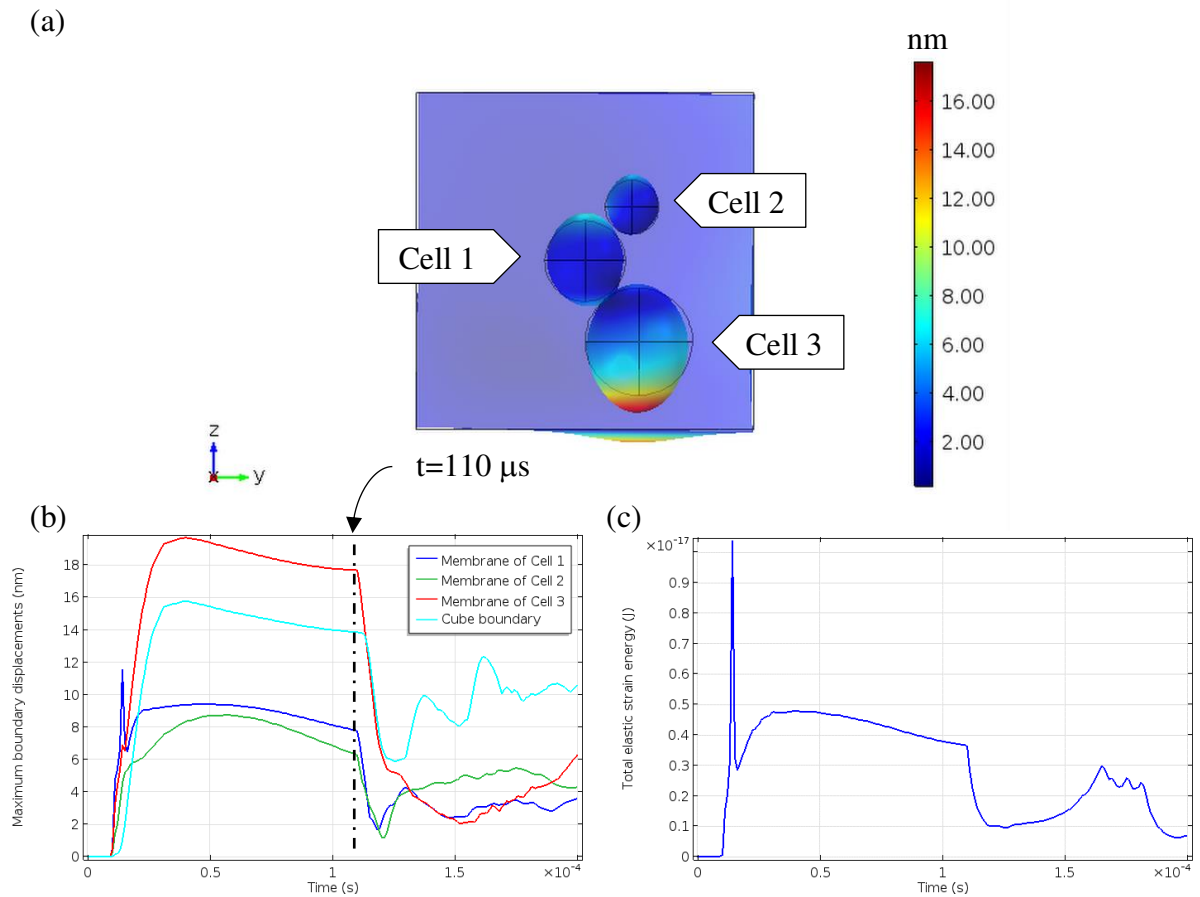 (a)
nm
16.00
14.00
12.00
10.00
8.00
6.00
4.00
2.00
Cell 2
Cell 1
Cell 3
z
y
t=110 μs
(b)
Maximum boundary displacements (nm)
18
16
14
12
10
8
6
4
2
0
Membrane of Cell 1
Membrane of Cell 2
Membrane of Cell 3
Cube boundary
0
0.5
1
1.5
×10⁻⁴
Time (s)
(c)
×10⁻¹⁷
Total elastic strain energy (J)
0.9
0.8
0.7
0.6
0.5
0.4
0.3
0.2
0.1
0
0
0.5
1
1.5
×10⁻⁴
Time (s)